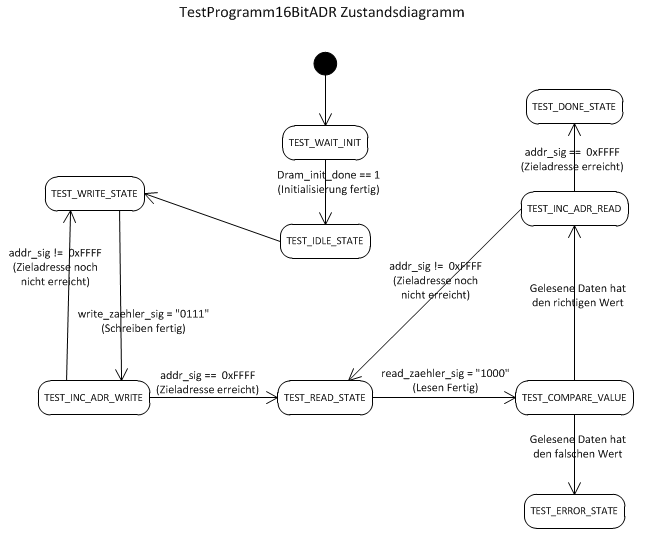 TestProgramm16BitADR Zustandsdiagramm
TEST_DONE_STATE
TEST_WAIT_INIT
addr_sig == 0xFFFF
(Zieladresse erreicht)
Dram_init_done == 1
(Initialisierung fertig)
TEST_WRITE_STATE
TEST_INC_ADR_READ
TEST_IDLE_STATE
addr_sig != 0xFFFF
(Zieladresse noch
nicht erreicht)
addr_sig != 0xFFFF
(Zieladresse noch
nicht erreicht)
Gelesene Daten hat
den richtigen Wert
write_zaehler_sig = "0111"
(Schreiben fertig)
addr_sig == 0xFFFF
(Zieladresse erreicht)
read_zaehler_sig = "1000"
(Lesen Fertig)
TEST_INC_ADR_WRITE
TEST_READ_STATE
TEST_COMPARE_VALUE
Gelesene Daten hat
den falschen Wert
TEST_ERROR_STATE